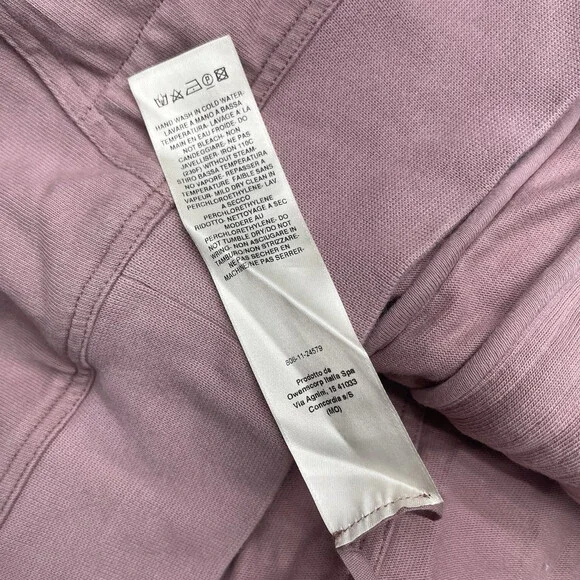 HAND WASH IN COLD WATER-
LAVARE A MANO A BASSA
TEMPERATURA- LAVAGE A' LA
MAIN EN EAU FROIDE- DO
NOT BLEACH- NON
CANDEGGIARE- NE PAS
JAVELLISER- IRON 110C
(230F) WITHOUT STEAM-
STIRO BASSA TEMPERATURA
NO VAPORE- REPASSER A
TEMPERATURE FAIBLE SANS
VAPEUR- MILD DRY CLEAN IN
PERCHLOROETHYLENE- LAV
A SECCO
PERCHLORETHYLENE
RIDOTTO- NETTOYAGE A SEC
MODERE AU
PERCHLORETHYLENE- DO
NOT TUMBLE DRY/DO NOT
WRING- NON ASCIUGARE IN
TAMBURO/NON STRIZZARE-
NE PAS SECHER EN
MACHINE/NE PAS SERRER-
808-11-24579
Prodotto da
Owenscorp Italia Spa
Via Agnini, 15 41033
Concordia s/S
(MO)